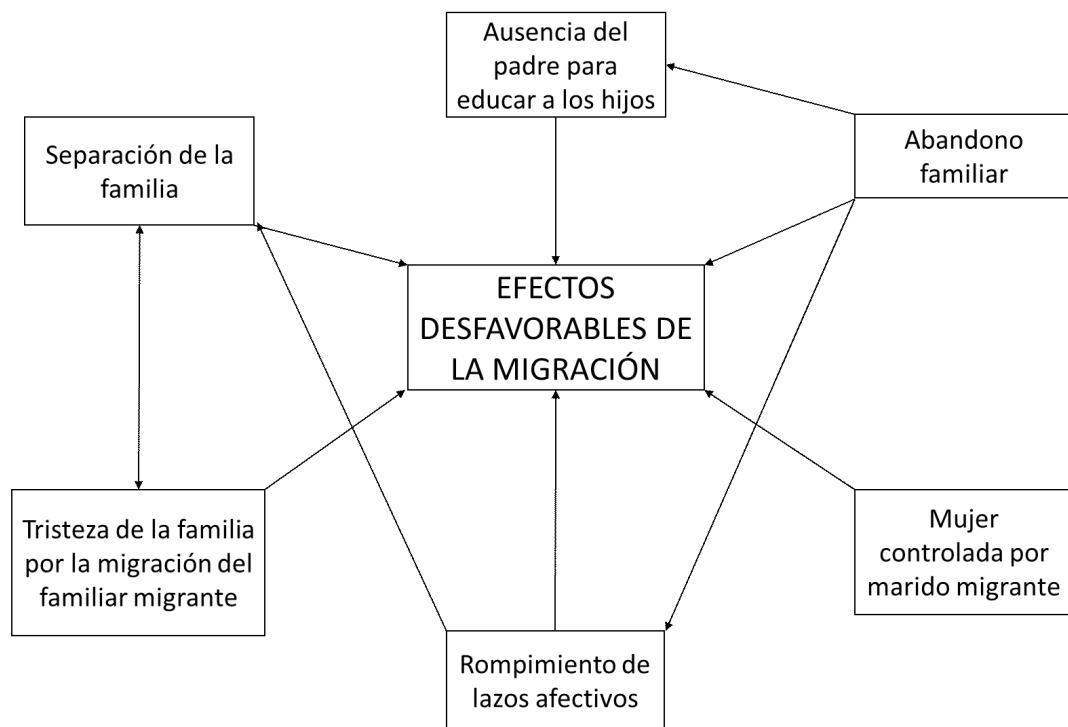 Ausencia del
padre para
educar a los hijos
Separación de la
familia
Abandono
familiar
EFECTOS
DESFAVORABLES DE
LA MIGRACIÓN
Tristeza de la familia
por la migración del
familiar migrante
Mujer
controlada por
marido migrante
Rompimiento de
lazos afectivos